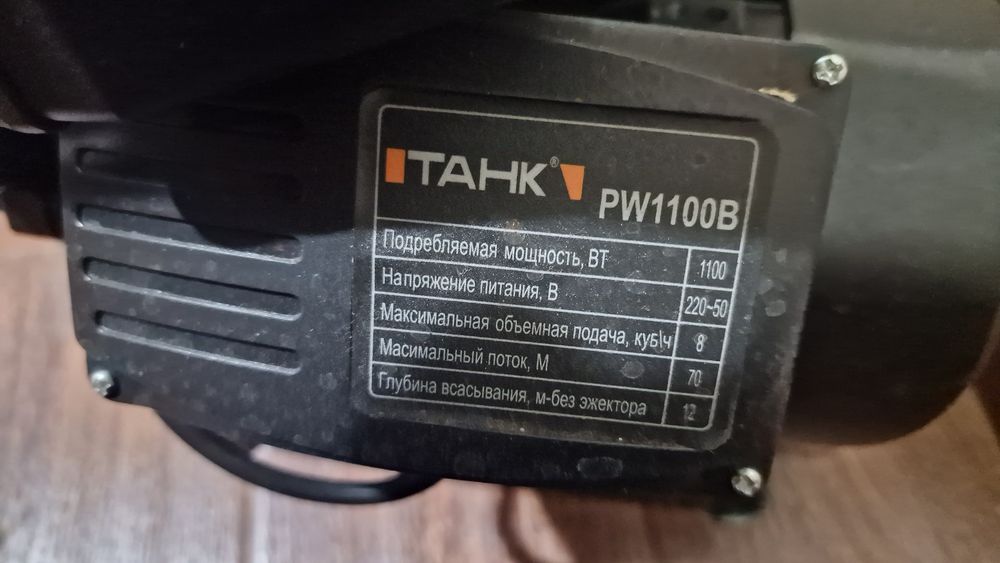 ТАНК®
PW1100B
Подребляемая мощность, ВТ 1100
Напряжение питания, В 220~50
Максимальная объемная подача, куб\ч 8
Масимальный поток, М 70
Глубина всасывания, м-без эжектора 12